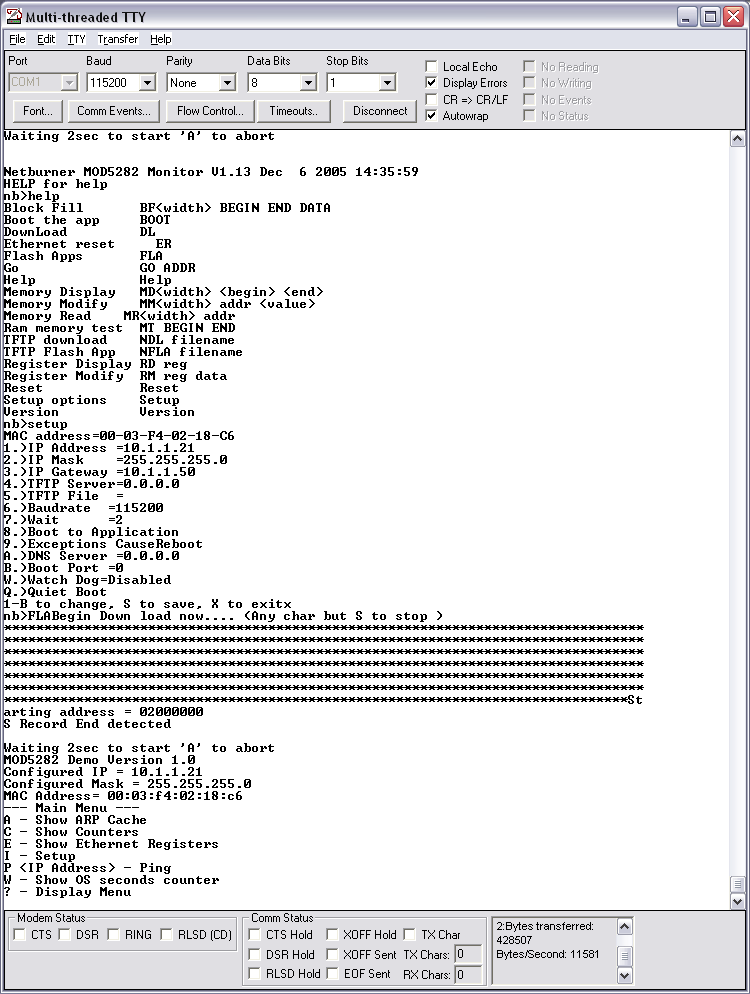 Multi-threaded TTY
File Edit TTY Transfer Help
Port Baud Parity Data Bits Stop Bits
COM1 115200 None 8 1
Local Echo No Reading
Display Errors No Writing
CR => CR/LF No Events
Autowrap No Status
Font... Comm Events... Flow Control... Timeouts.. Disconnect
Waiting 2sec to start 'A' to abort
Netburner MOD5282 Monitor V1.13 Dec  6 2005 14:35:59
HELP for help
nb>help
Block Fill       BF<width> BEGIN END DATA
Boot the app     BOOT
DownLoad         DL
Ethernet reset     ER
Flash Apps       FLA
Go               GO ADDR
Help             Help
Memory Display   MD<width> <begin> <end>
Memory Modify    MM<width> addr <value>
Memory Read    MR<width> addr
Ram memory test  MT BEGIN END
TFTP download    NDL filename
TFTP Flash App   NFLA filename
Register Display RD reg
Register Modify  RM reg data
Reset            Reset
Setup options    Setup
Version          Version
nb>setup
MAC address=00-03-F4-02-18-C6
1.)IP Address =10.1.1.21
2.)IP Mask    =255.255.255.0
3.)IP Gateway =10.1.1.50
4.)TFTP Server=0.0.0.0
5.)TFTP File  =
6.)Baudrate  =115200
7.)Wait      =2
8.)Boot to Application
9.)Exceptions CauseReboot
A.)DNS Server =0.0.0.0
B.)Boot Port =0
W.)Watch Dog=Disabled
Q.)Quiet Boot
1-B to change, S to save, X to exitx
nb>FLABegin Down load now.... (Any char but S to stop )
********************************************************************************
********************************************************************************
********************************************************************************
********************************************************************************
********************************************************************************
********************************************************************************
******************************************************************************St
arting address = 02000000
S Record End detected
Waiting 2sec to start 'A' to abort
MOD5282 Demo Version 1.0
Configured IP = 10.1.1.21
Configured Mask = 255.255.255.0
MAC Address= 00:03:f4:02:18:c6
--- Main Menu ---
A - Show ARP Cache
C - Show Counters
E - Show Ethernet Registers
I - Setup
P <IP Address> - Ping
W - Show OS seconds counter
? - Display Menu
Modem Status
CTS DSR RING RLSD (CD)
Comm Status
CTS Hold XOFF Hold TX Char
DSR Hold XOFF Sent TX Chars: 0
RLSD Hold EOF Sent RX Chars: 0
2:Bytes transferred:
428507
Bytes/Second: 11581